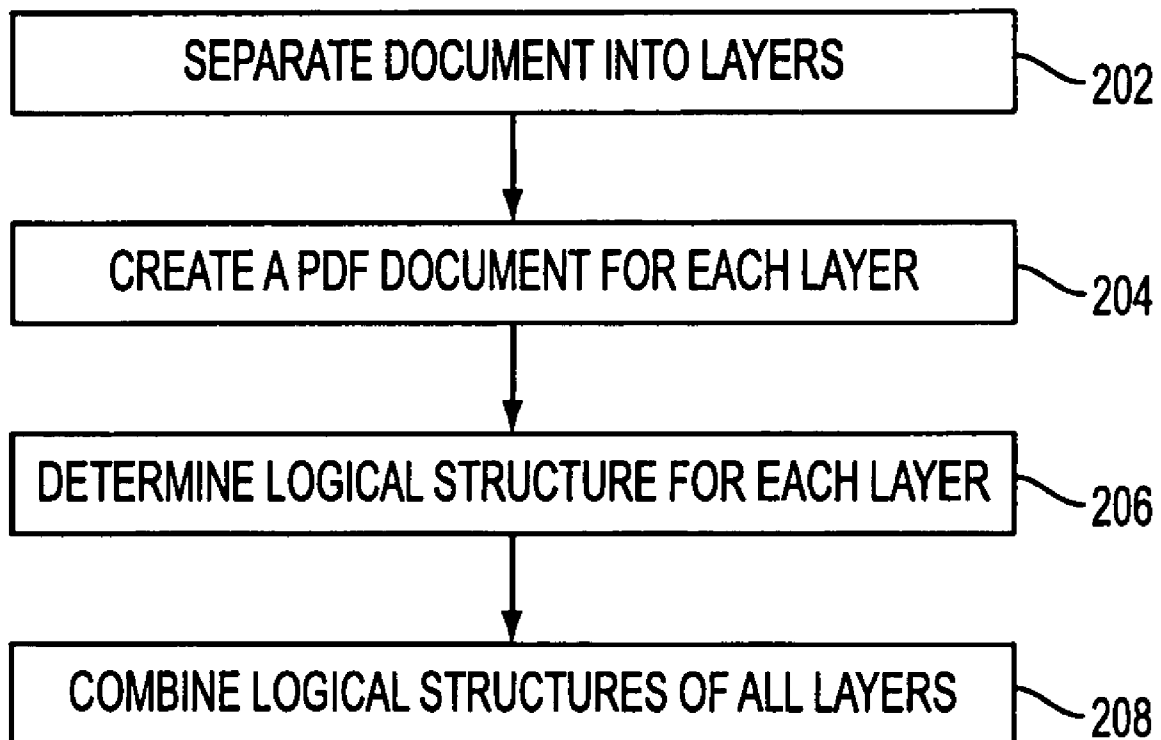 SEPARATE DOCUMENT INTO LAYERS
202
CREATE A PDF DOCUMENT FOR EACH LAYER
204
DETERMINE LOGICAL STRUCTURE FOR EACH LAYER
206
COMBINE LOGICAL STRUCTURES OF ALL LAYERS
208